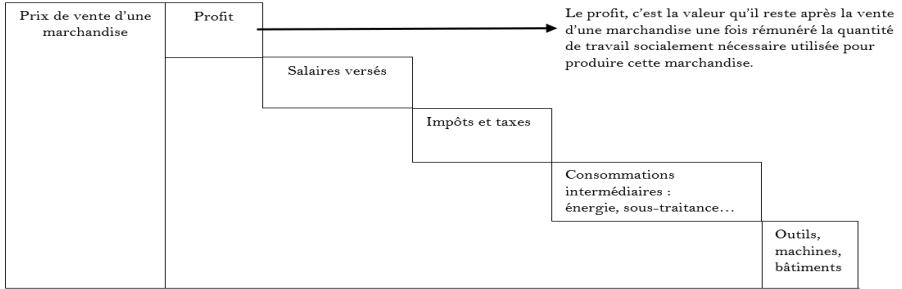 Prix de vente d'une
marchandise
Profit
Le profit, c'est la valeur qu'il reste après la vente
d'une marchandise une fois rémunéré la quantité
de travail socialement nécessaire utilisée pour
produire cette marchandise.
Salaires versés
Impôts et taxes
Consommations
intermédiaires :
énergie, sous-traitance…
Outils,
machines,
bâtiments